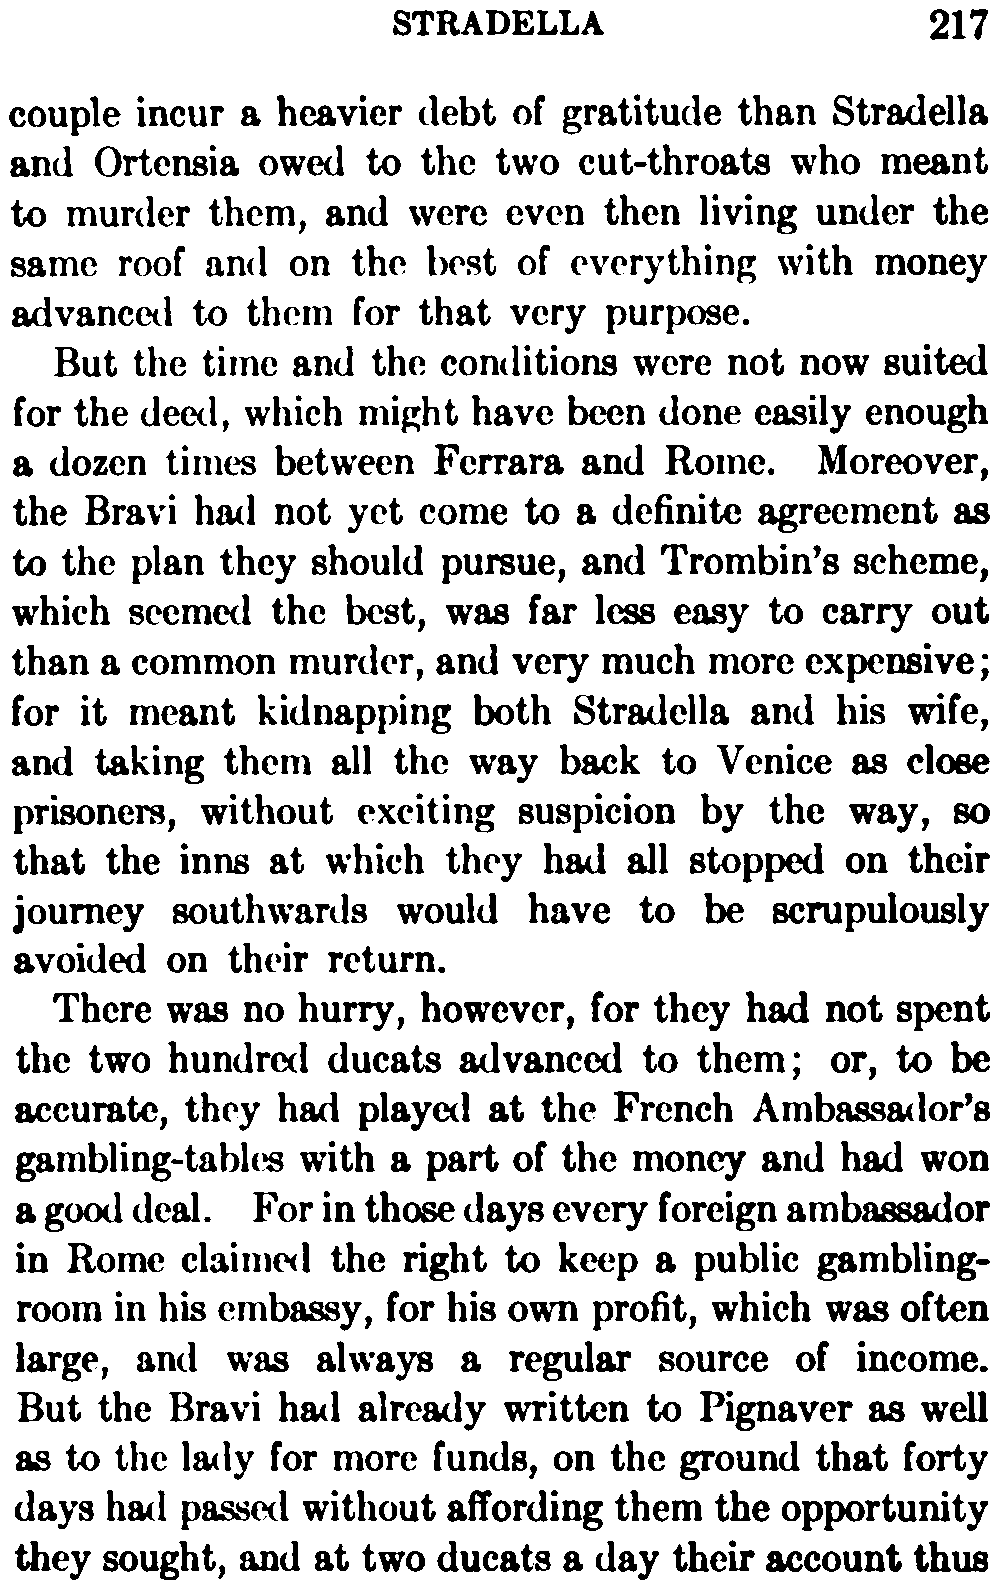 STRADELLA 217
couple incur a heavier debt of gratitude than Stradella
and Ortensia owed to the two cut-throats who meant
to murder them, and were even then living under the
same roof and on the best of everything with money
advanced to them for that very purpose.
But the time and the conditions were not now suited
for the deed, which might have been done easily enough
a dozen times between Ferrara and Rome. Moreover,
the Bravi had not yet come to a definite agreement as
to the plan they should pursue, and Trombin's scheme,
which seemed the best, was far less easy to carry out
than a common murder, and very much more expensive;
for it meant kidnapping both Stradella and his wife,
and taking them all the way back to Venice as close
prisoners, without exciting suspicion by the way, so
that the inns at which they had all stopped on their
journey southwards would have to be scrupulously
avoided on their return.
There was no hurry, however, for they had not spent
the two hundred ducats advanced to them; or, to be
accurate, they had played at the French Ambassador's
gambling-tables with a part of the money and had won
a good deal. For in those days every foreign ambassador
in Rome claimed the right to keep a public gambling-
room in his embassy, for his own profit, which was often
large, and was always a regular source of income.
But the Bravi had already written to Pignaver as well
as to the lady for more funds, on the ground that forty
days had passed without affording them the opportunity
they sought, and at two ducats a day their account thus